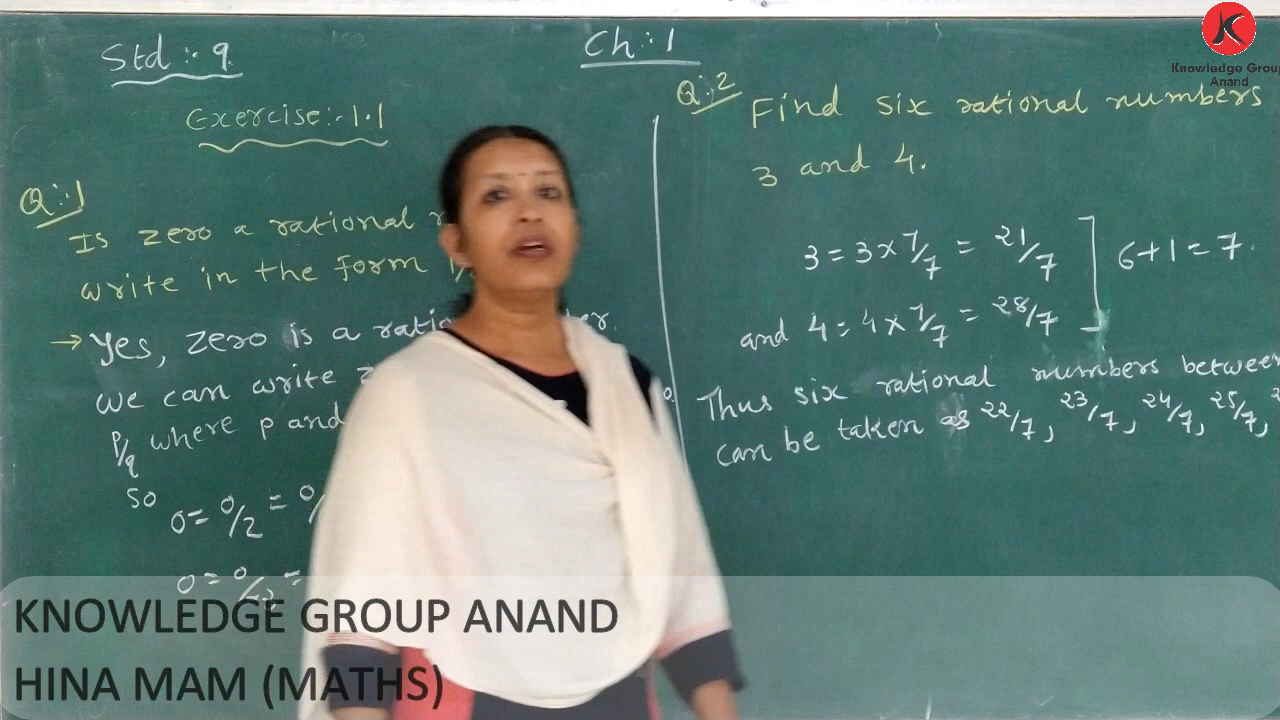 Std :- 9
Ch :- 1
Knowledge Group
Anand
Exercise :- 1.1
Q :- 1
Is zero a rational
write in the form
→ Yes, zero is a
we can write
p/q where p and
so 0 = 0/2 =
0 =
Q :- 2 Find six rational numbers
3 and 4.
3 = 3 × 7/7 = 21/7
6 + 1 = 7.
and 4 = 4 × 7/7 = 28/7
Thus six rational numbers between
can be taken as 22/7, 23/7, 24/7, 25/7,
KNOWLEDGE GROUP ANAND
HINA MAM (MATHS)